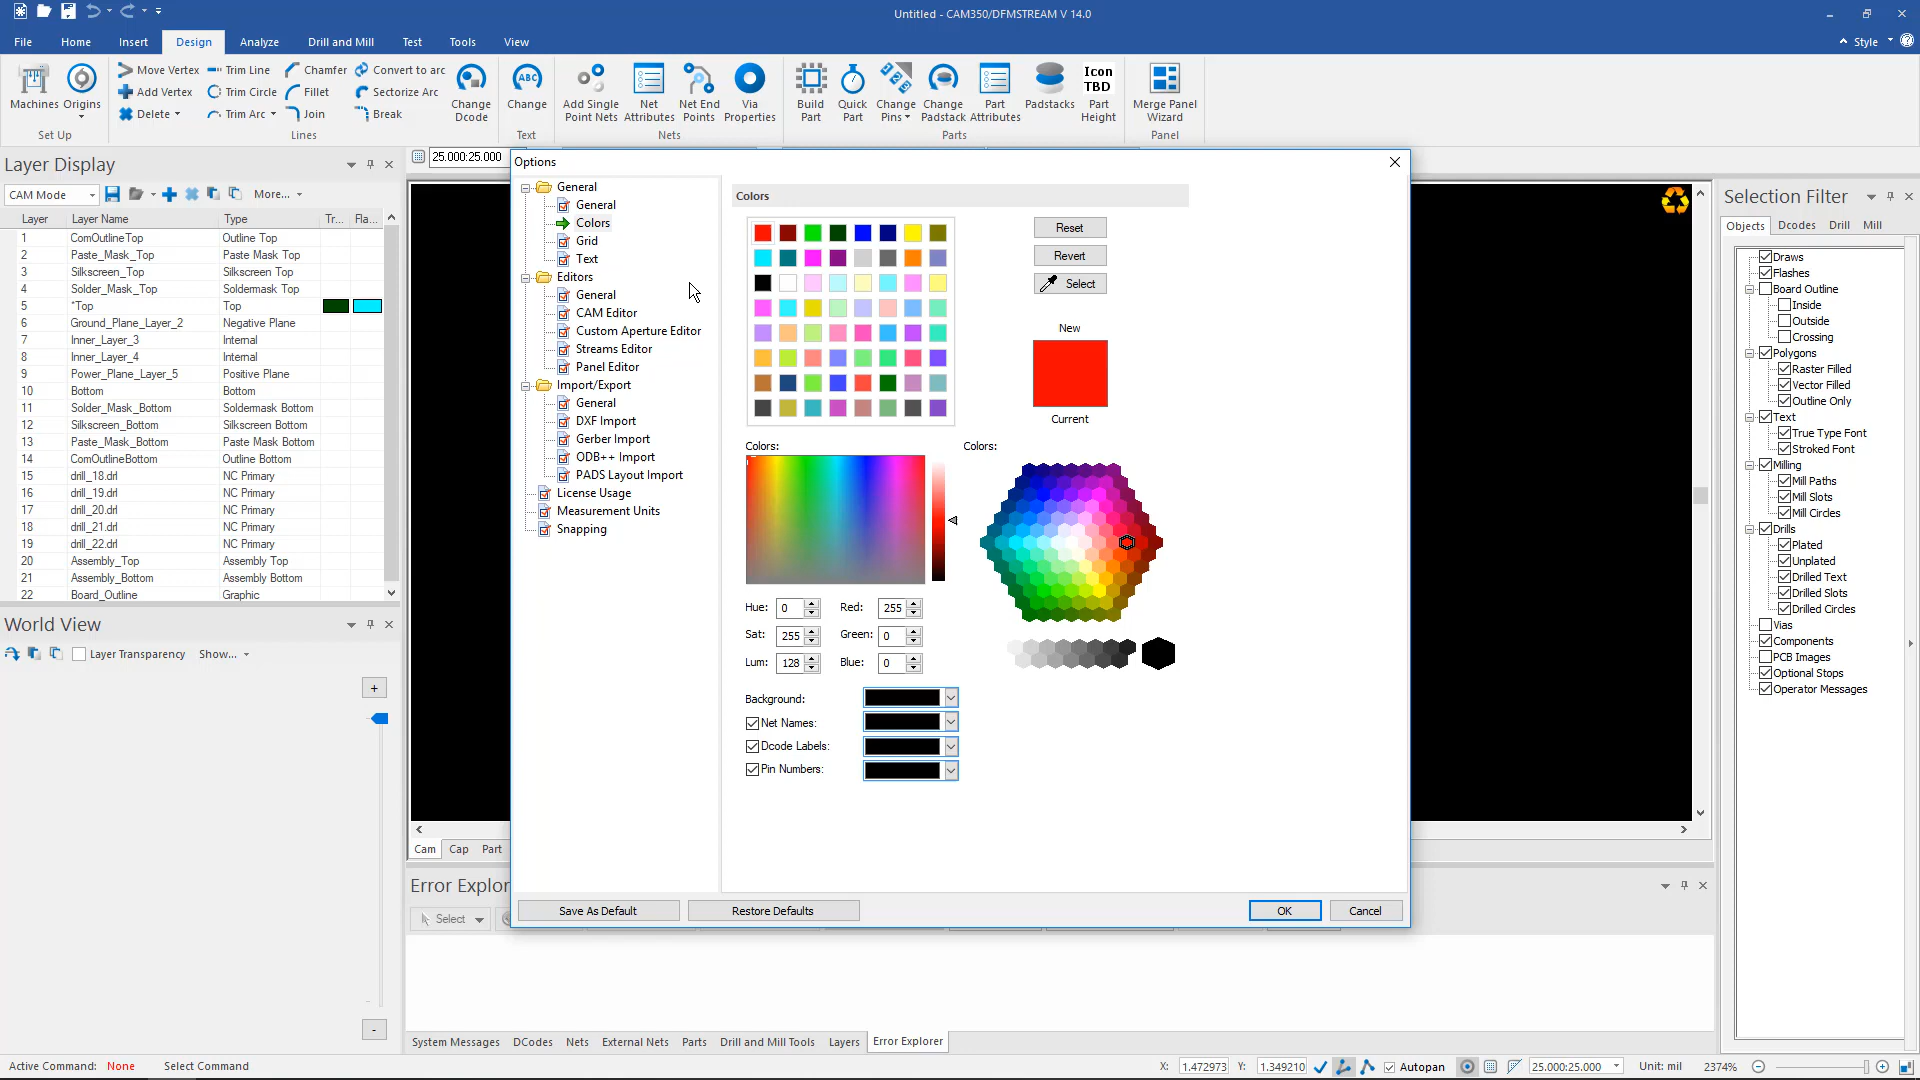 Untitled - CAM350/DFMSTREAM V 14.0
File
Home
Insert
Design
Analyze
Drill and Mill
Test
Tools
View
Style
Machines
Origins
Set Up
Move Vertex
Add Vertex
Delete
Trim Line
Trim Circle
Trim Arc
Chamfer
Fillet
Join
Convert to arc
Sectorize Arc
Break
Change Dcode
Lines
ABC
Change
Text
Add Single Point Nets
Net Attributes
Net End Points
Via Properties
Nets
Build Part
Quick Part
Change Pins
Change Padstack
Part Attributes
Padstacks
Icon TBD
Part Height
Parts
Merge Panel Wizard
Panel
Layer Display
CAM Mode
More...
Layer Layer Name Type Tr... Fla...
1 ComOutlineTop Outline Top
2 Paste_Mask_Top Paste Mask Top
3 Silkscreen_Top Silkscreen Top
4 Solder_Mask_Top Soldermask Top
5 *Top Top
6 Ground_Plane_Layer_2 Negative Plane
7 Inner_Layer_3 Internal
8 Inner_Layer_4 Internal
9 Power_Plane_Layer_5 Positive Plane
10 Bottom Bottom
11 Solder_Mask_Bottom Soldermask Bottom
12 Silkscreen_Bottom Silkscreen Bottom
13 Paste_Mask_Bottom Paste Mask Bottom
14 ComOutlineBottom Outline Bottom
15 drill_18.drl NC Primary
16 drill_19.drl NC Primary
17 drill_20.drl NC Primary
18 drill_21.drl NC Primary
19 drill_22.drl NC Primary
20 Assembly_Top Assembly Top
21 Assembly_Bottom Assembly Bottom
22 Board_Outline Graphic
World View
Layer Transparency
Show...
+
-
25.000:25.000
Options
General
General
Colors
Grid
Text
Editors
General
CAM Editor
Custom Aperture Editor
Streams Editor
Panel Editor
Import/Export
General
DXF Import
Gerber Import
ODB++ Import
PADS Layout Import
License Usage
Measurement Units
Snapping
Colors
Reset
Revert
Select
New
Current
Colors:
Colors:
Hue: 0 Red: 255
Sat: 255 Green: 0
Lum: 128 Blue: 0
Background:
Net Names:
Dcode Labels:
Pin Numbers:
Save As Default
Restore Defaults
OK
Cancel
Cam
Cap
Part
Error Explor
Select
System Messages
DCodes
Nets
External Nets
Parts
Drill and Mill Tools
Layers
Error Explorer
Selection Filter
Objects
Dcodes
Drill
Mill
Draws
Flashes
Board Outline
Inside
Outside
Crossing
Polygons
Raster Filled
Vector Filled
Outline Only
Text
True Type Font
Stroked Font
Milling
Mill Paths
Mill Slots
Mill Circles
Drills
Plated
Unplated
Drilled Text
Drilled Slots
Drilled Circles
Vias
Components
PCB Images
Optional Stops
Operator Messages
Active Command: None
Select Command
X: 1.472973 Y: 1.349210
Autopan
25.000:25.000
Unit: mil
2374%